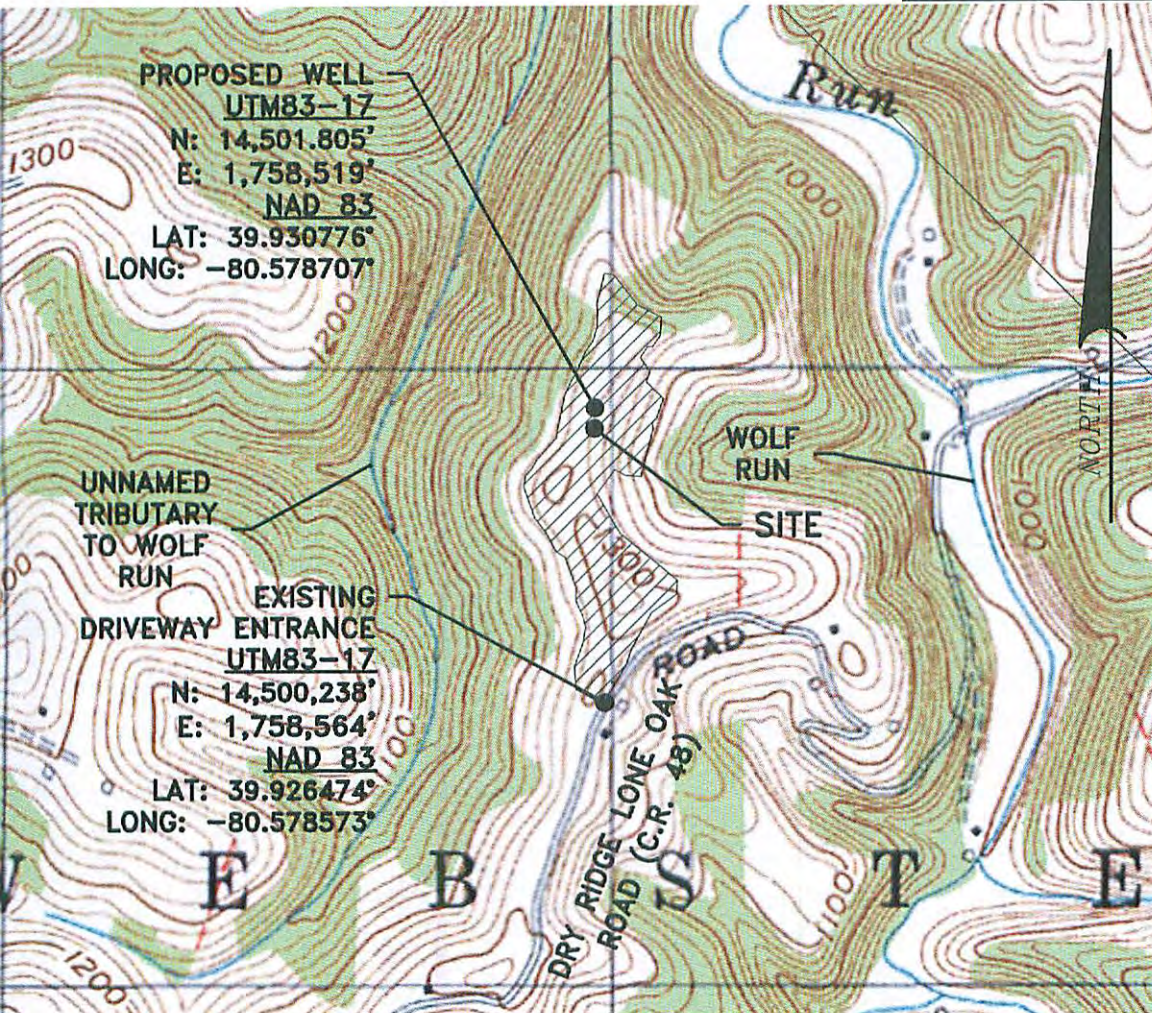 PROPOSED WELL
UTM83-17
N: 14,501.805'
E: 1,758,519'
NAD 83
LAT: 39.930776°
LONG: -80.578707°
Run
1300
1000
1200
NORTH
WOLF
RUN
UNNAMED
TRIBUTARY
TO WOLF
RUN
SITE
1000
1300
00
EXISTING
DRIVEWAY ENTRANCE
UTM83-17
N: 14,500,238'
E: 1,758,564'
NAD 83
LAT: 39.926474°
LONG: -80.578573°
ROAD
1100
DRY RIDGE LONE OAK
ROAD (C.R. 48)
W E B S T E
1100
1200